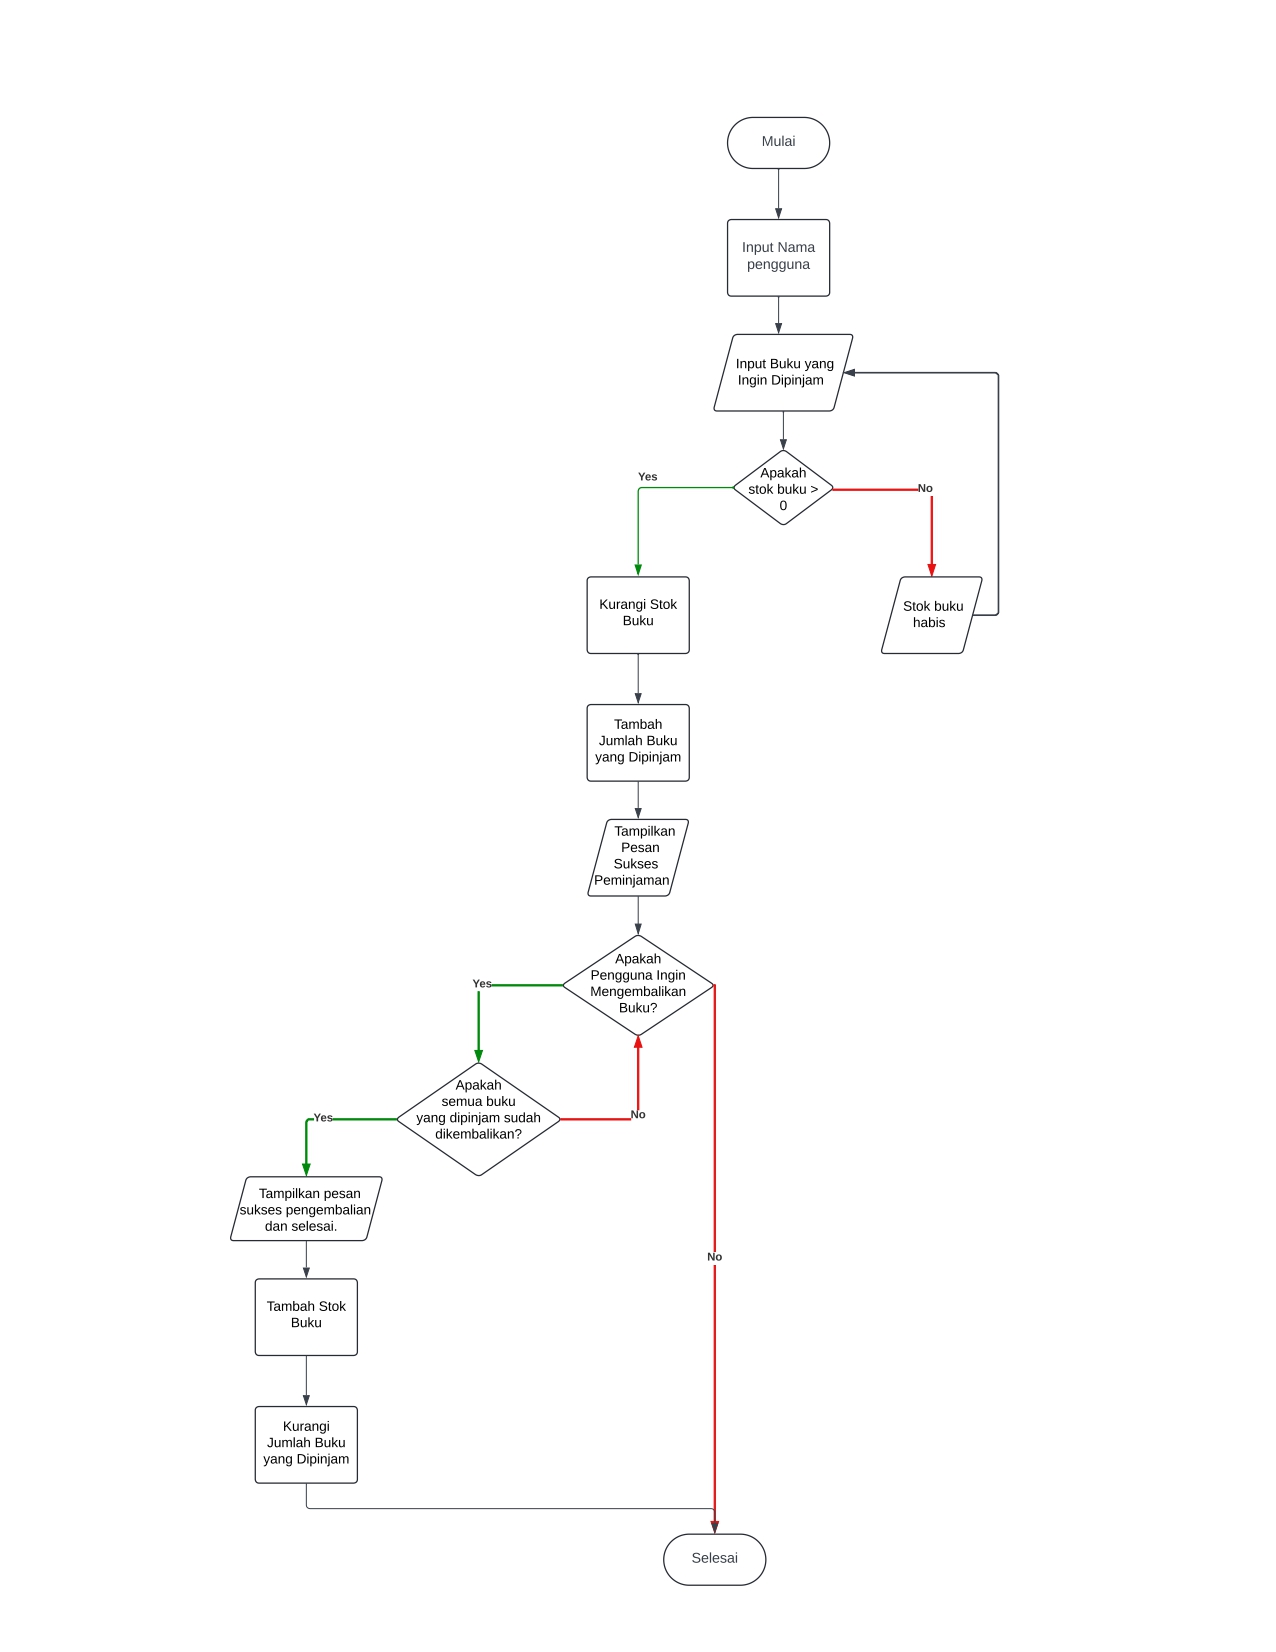 Mulai
Input Nama
pengguna
Input Buku yang
Ingin Dipinjam
Apakah
stok buku >
0
Yes
No
Kurangi Stok
Buku
Stok buku
habis
Tambah
Jumlah Buku
yang Dipinjam
Tampilkan
Pesan
Sukses
Peminjaman
Apakah
Pengguna Ingin
Mengembalikan
Buku?
Yes
Apakah
semua buku
yang dipinjam sudah
dikembalikan?
No
Yes
Tampilkan pesan
sukses pengembalian
dan selesai.
No
Tambah Stok
Buku
Kurangi
Jumlah Buku
yang Dipinjam
Selesai